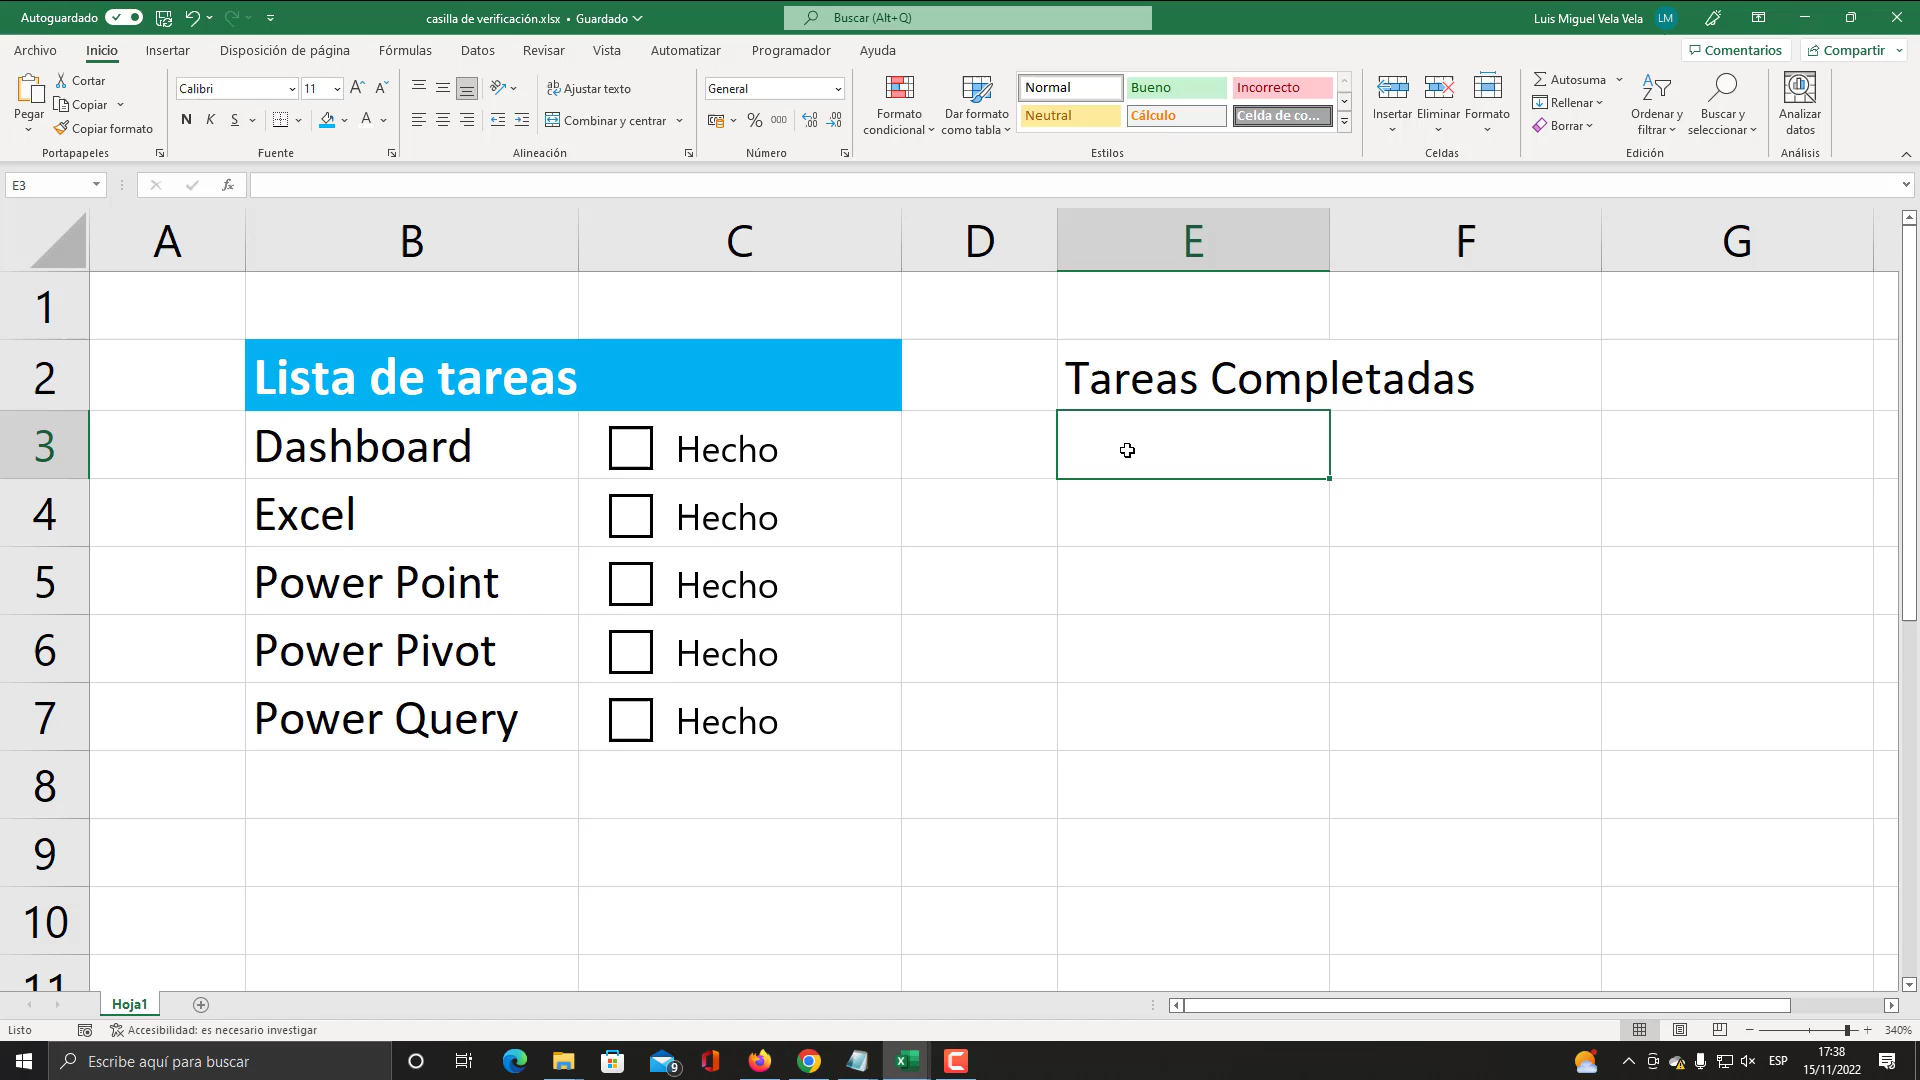 Autoguardado
casilla de verificación.xlsx • Guardado
Buscar (Alt+Q)
Luis Miguel Vela Vela LM
Archivo Inicio Insertar Disposición de página Fórmulas Datos Revisar Vista Automatizar Programador Ayuda Comentarios Compartir
Pegar
Cortar
Copiar
Copiar formato
Portapapeles
Calibri 11
N K S A
Fuente
Ajustar texto
Combinar y centrar
Alineación
General
% 000
Número
Formato condicional
Dar formato como tabla
Normal Bueno Incorrecto
Neutral Cálculo Celda de co...
Estilos
Insertar Eliminar Formato
Celdas
Autosuma
Rellenar
Borrar
Ordenar y filtrar
Buscar y seleccionar
Edición
Analizar datos
Análisis
E3 fx
A B C D E F G
1
2 Lista de tareas Tareas Completadas
3 Dashboard Hecho
4 Excel Hecho
5 Power Point Hecho
6 Power Pivot Hecho
7 Power Query Hecho
8
9
10
11
Hoja1
Listo Accesibilidad: es necesario investigar 340%
Escribe aquí para buscar 9 ESP 17:38
15/11/2022